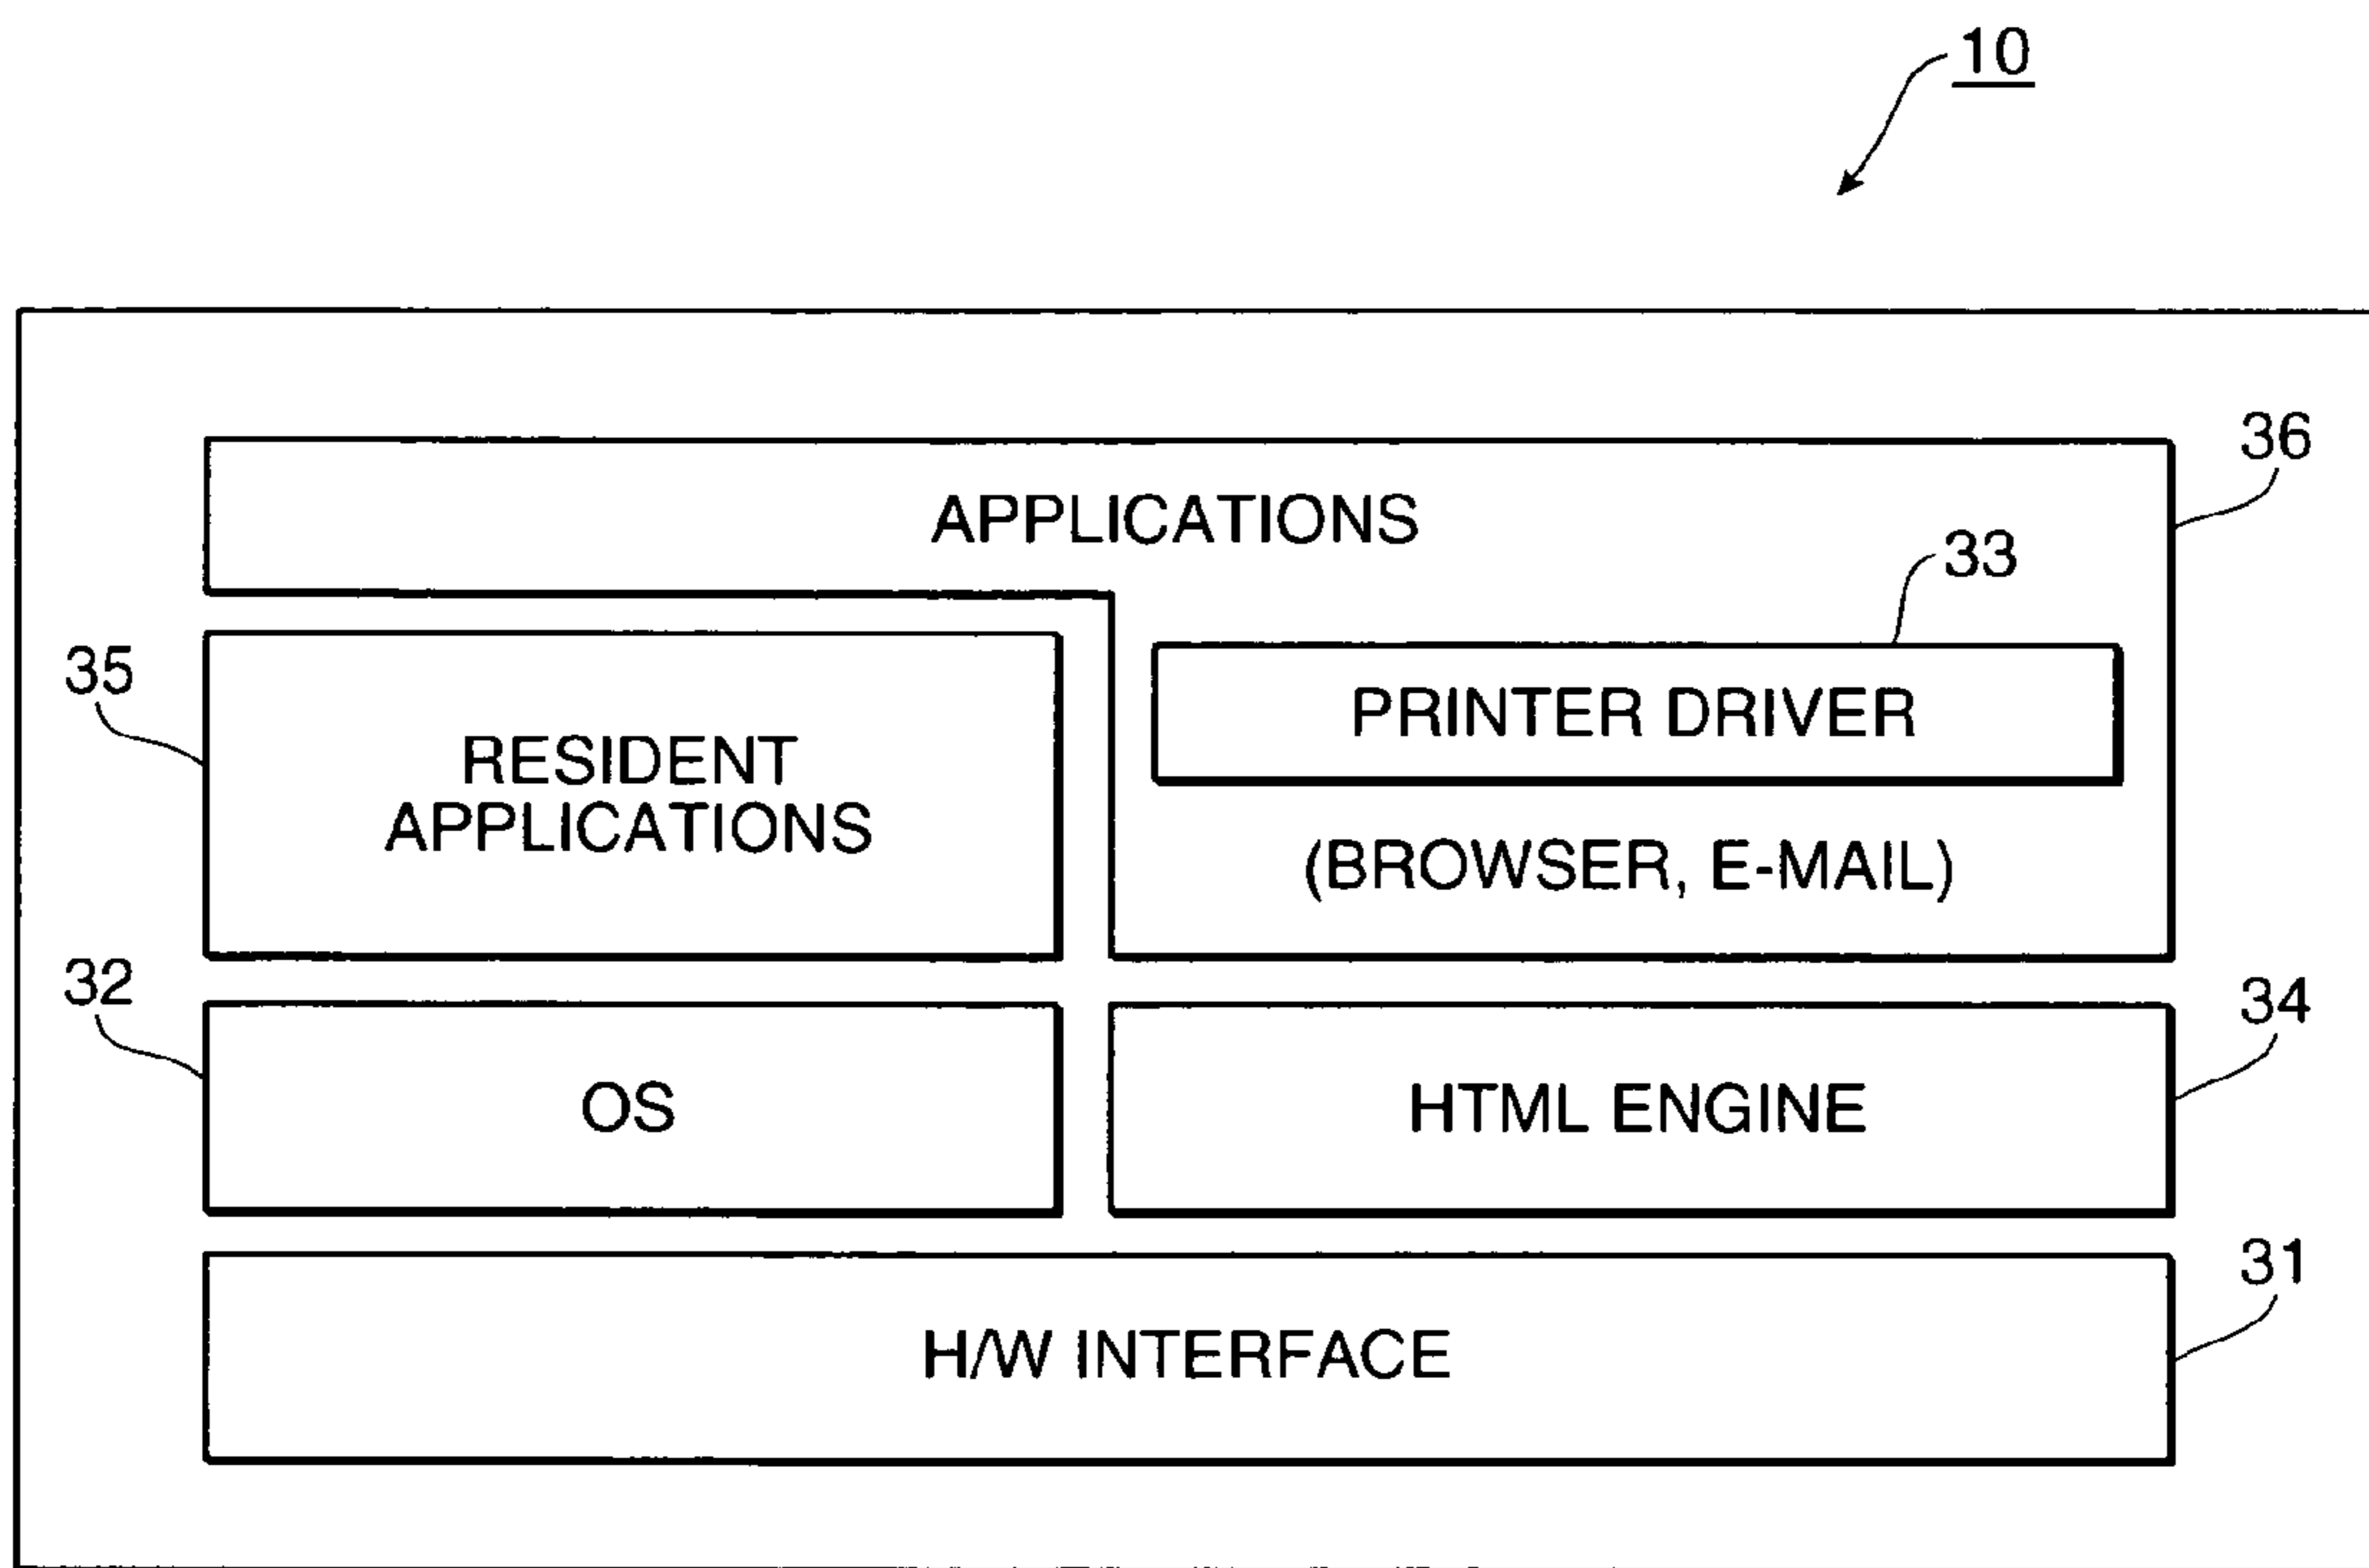 10
36
APPLICATIONS
33
35
PRINTER DRIVER
RESIDENT
APPLICATIONS
(BROWSER, E-MAIL)
32
34
OS
HTML ENGINE
31
H/W INTERFACE